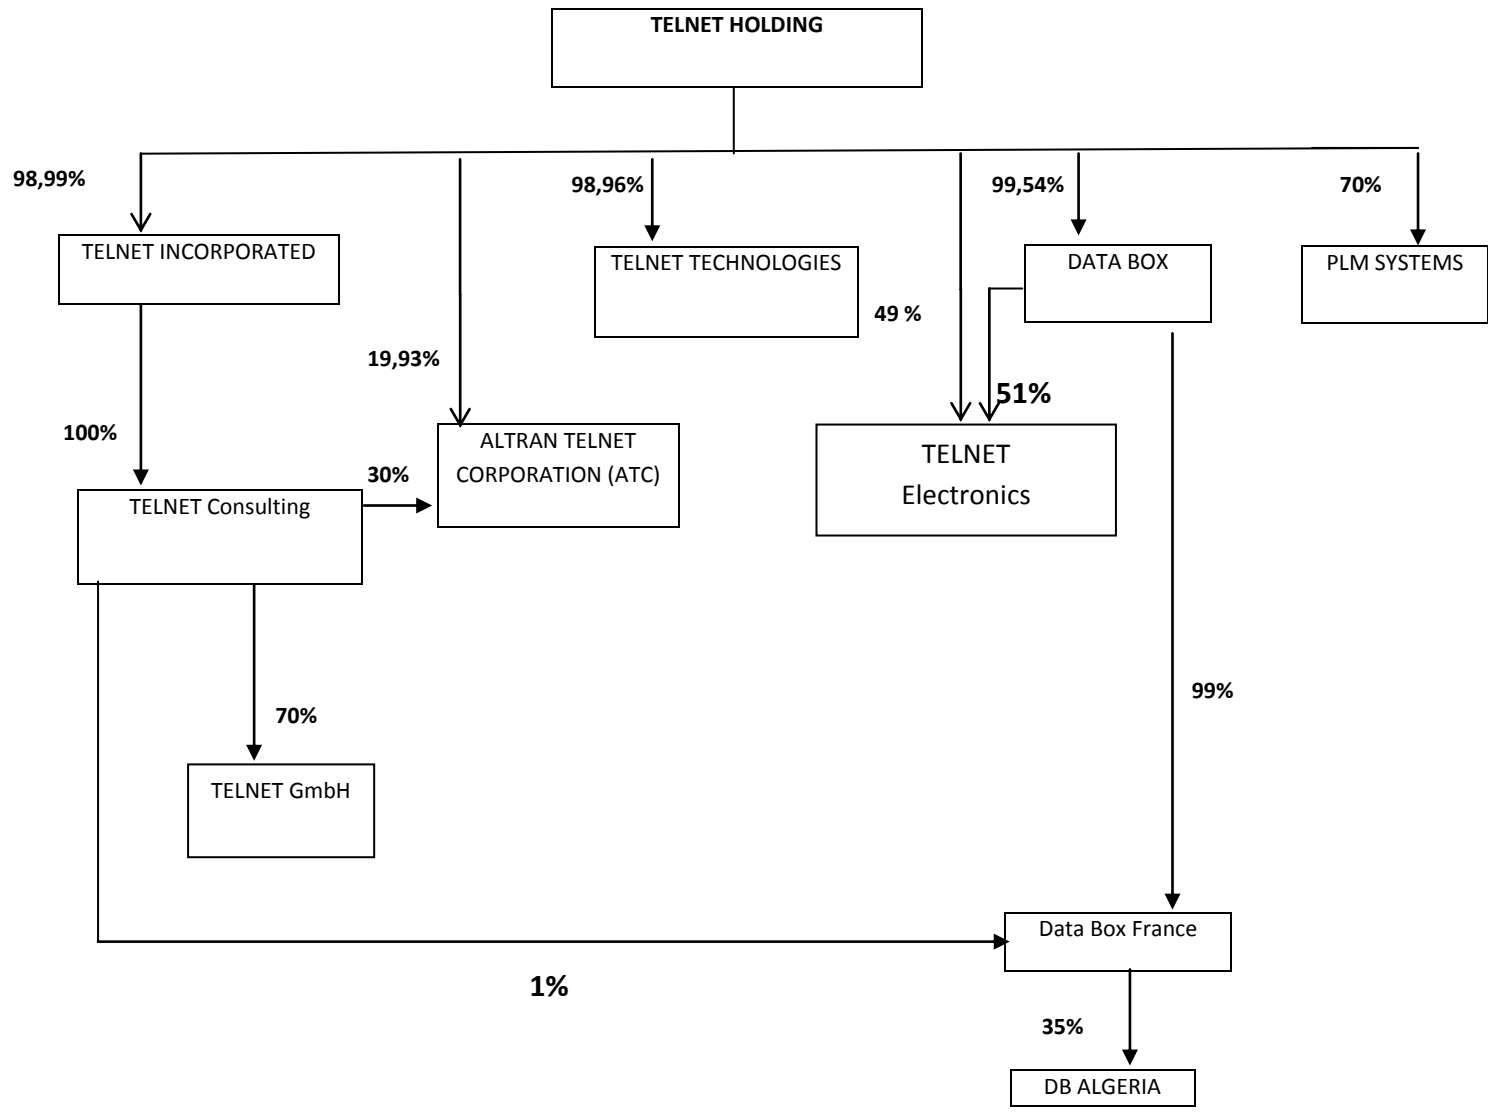 TELNET HOLDING
98,99%
98,96%
99,54%
70%
TELNET INCORPORATED
TELNET TECHNOLOGIES
DATA BOX
PLM SYSTEMS
49 %
19,93%
51%
100%
ALTRAN TELNET
CORPORATION (ATC)
TELNET
Electronics
30%
TELNET Consulting
99%
70%
TELNET GmbH
Data Box France
1%
35%
DB ALGERIA